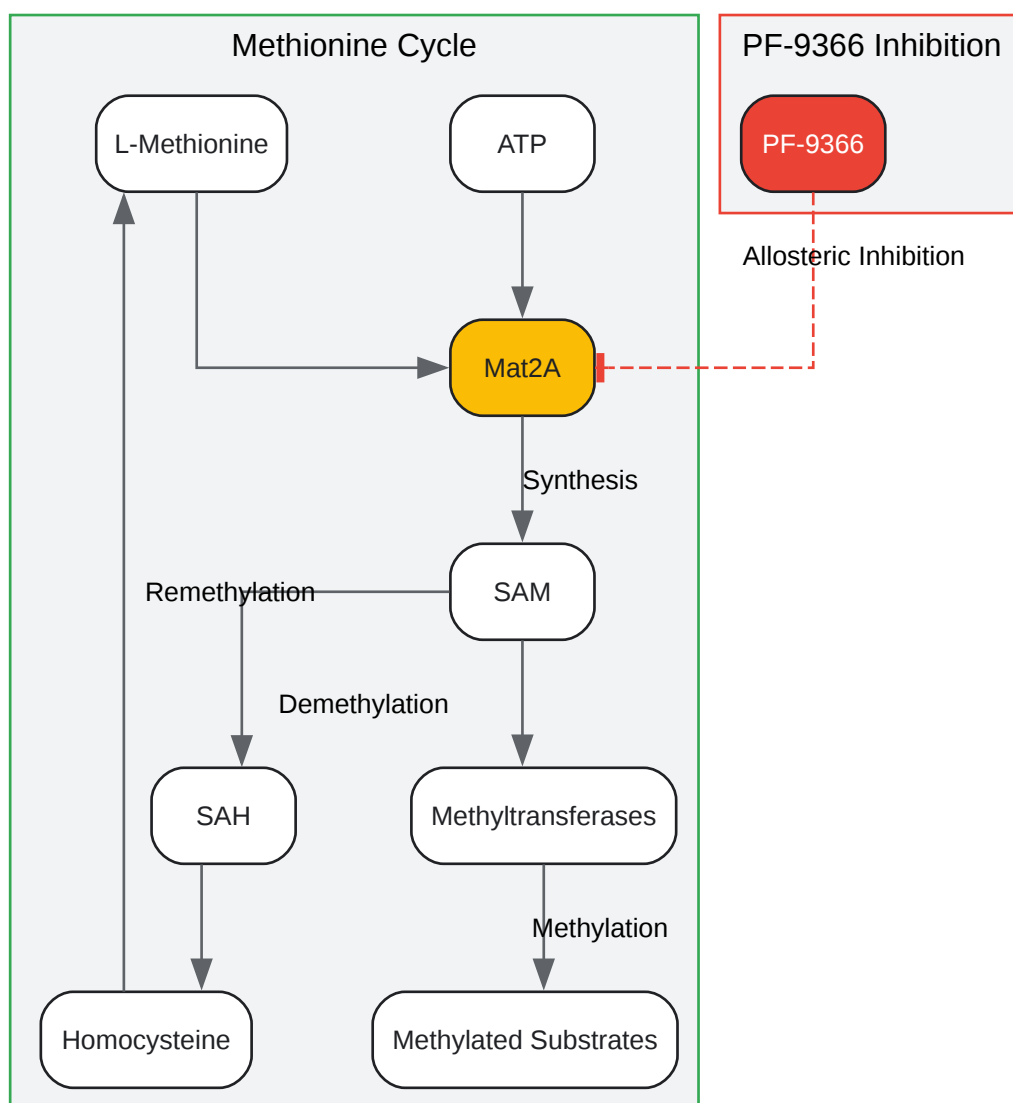 Methionine Cycle
PF-9366 Inhibition
L-Methionine
ATP
PF-9366
Allosteric Inhibition
Mat2A
Synthesis
Remethylation
SAM
Demethylation
SAH
Methyltransferases
Methylation
Homocysteine
Methylated Substrates